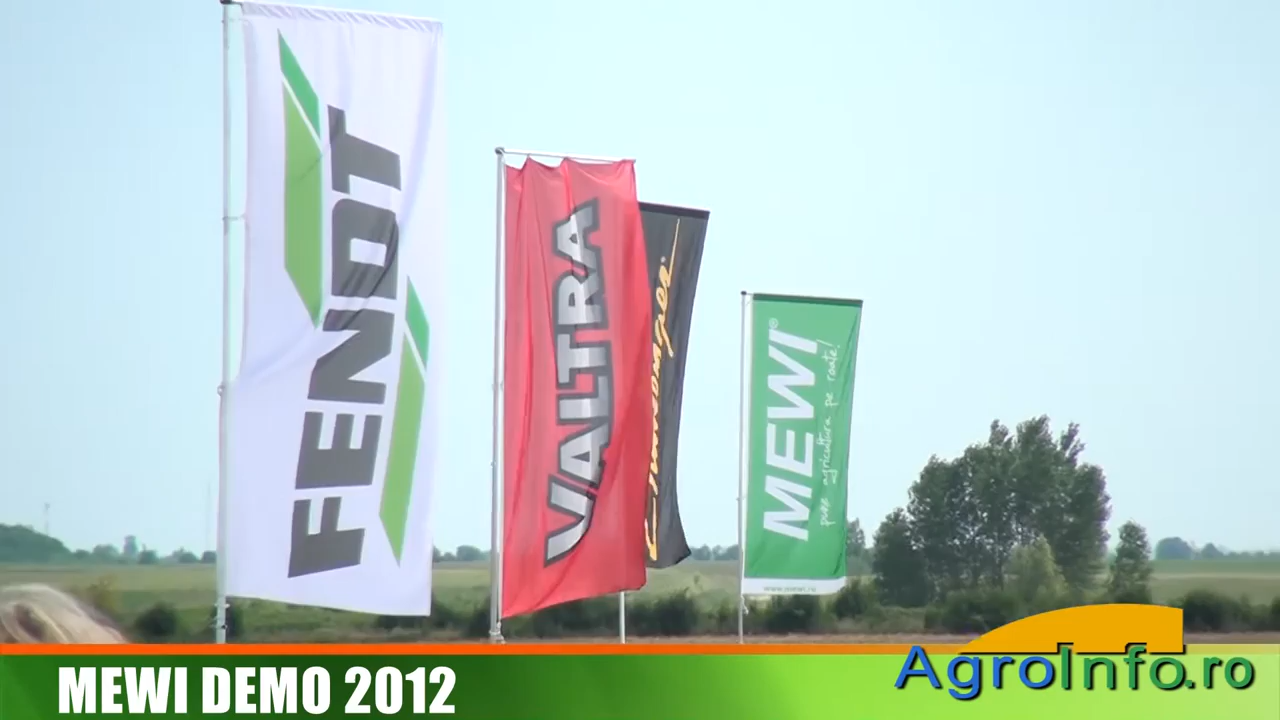 FENDT
VALTRA
Challenger
MEWI®
pune agricultura pe roate!
www.mewi.ro
MEWI DEMO 2012
AgroInfo.ro